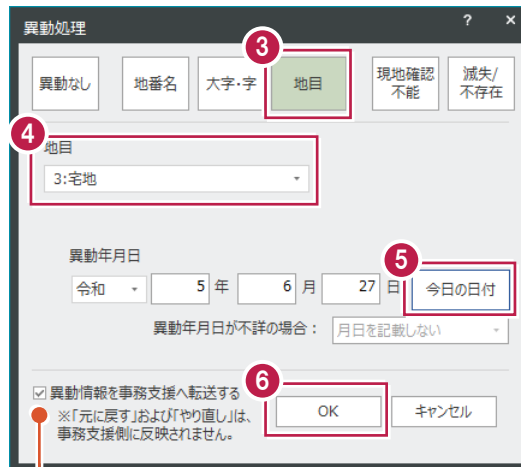 異動処理 ? ×
3
異動なし 地番名 大字・字 地目 現地確認 滅失/
不能 不存在
4
地目
3:宅地
異動年月日
5
令和 5 年 6 月 27 日 今日の日付
異動年月日が不詳の場合： 月日を記載しない
6
異動情報を事務支援へ転送する
※「元に戻す」および「やり直し」は、
事務支援側に反映されません。
OK キャンセル